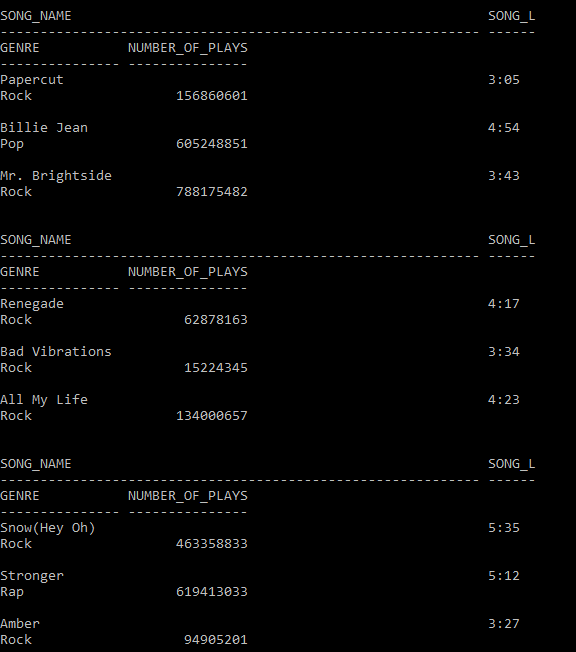 SONG_NAME                                                    SONG_L
------------------------------------------------------------ ------
GENRE           NUMBER_OF_PLAYS
--------------- ---------------
Papercut                                                     3:05
Rock                  156860601
Billie Jean                                                  4:54
Pop                   605248851
Mr. Brightside                                               3:43
Rock                  788175482
SONG_NAME                                                    SONG_L
------------------------------------------------------------ ------
GENRE           NUMBER_OF_PLAYS
--------------- ---------------
Renegade                                                     4:17
Rock                   62878163
Bad Vibrations                                               3:34
Rock                   15224345
All My Life                                                  4:23
Rock                  134000657
SONG_NAME                                                    SONG_L
------------------------------------------------------------ ------
GENRE           NUMBER_OF_PLAYS
--------------- ---------------
Snow(Hey Oh)                                                 5:35
Rock                  463358833
Stronger                                                     5:12
Rap                   619413033
Amber                                                        3:27
Rock                   94905201